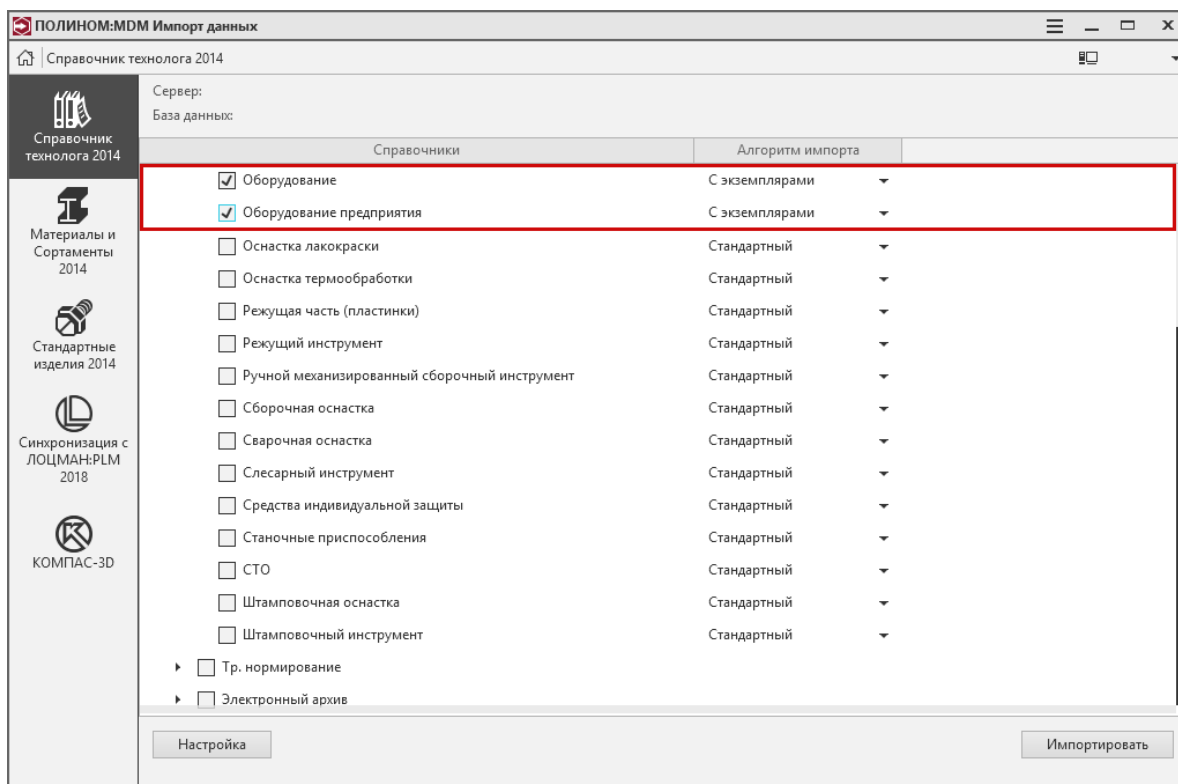 ПОЛИНОМ:MDM Импорт данных
Справочник технолога 2014
Справочник
технолога 2014
Материалы и
Сортаменты
2014
Стандартные
изделия 2014
Синхронизация с
ЛОЦМАН:PLM
2018
КОМПАС-3D
Сервер:
База данных:
Справочники Алгоритм импорта
Оборудование С экземплярами
Оборудование предприятия С экземплярами
Оснастка лакокраски Стандартный
Оснастка термообработки Стандартный
Режущая часть (пластинки) Стандартный
Режущий инструмент Стандартный
Ручной механизированный сборочный инструмент Стандартный
Сборочная оснастка Стандартный
Сварочная оснастка Стандартный
Слесарный инструмент Стандартный
Средства индивидуальной защиты Стандартный
Станочные приспособления Стандартный
СТО Стандартный
Штамповочная оснастка Стандартный
Штамповочный инструмент Стандартный
Тр. нормирование
Электронный архив
Настройка Импортировать